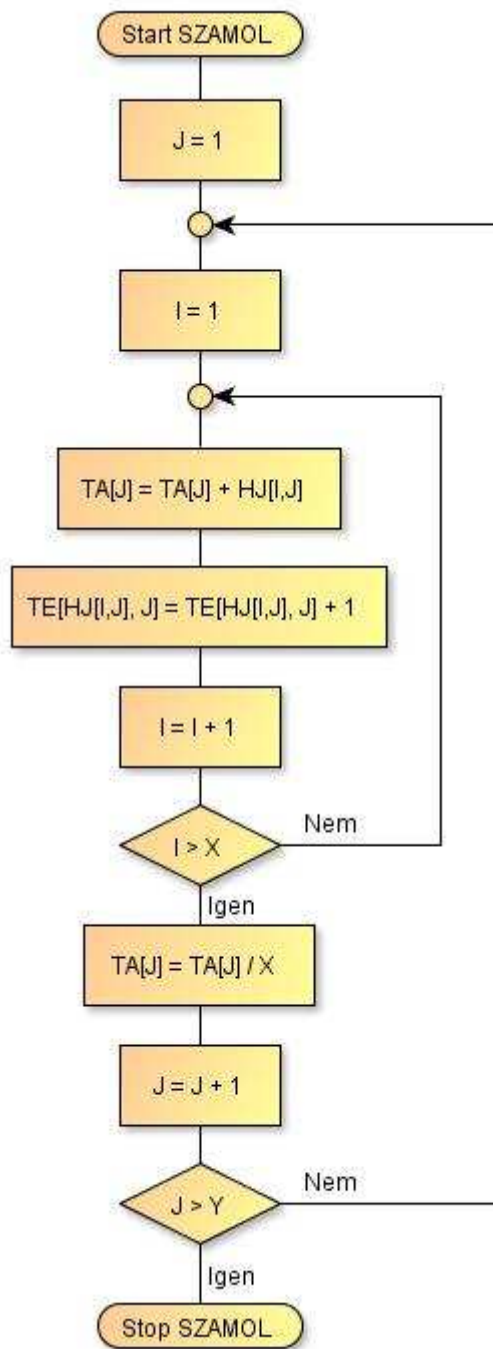 Start SZAMOL
J = 1
I = 1
TA[J] = TA[J] + HJ[I,J]
TE[HJ[I,J], J] = TE[HJ[I,J], J] + 1
I = I + 1
I > X
Nem
Igen
TA[J] = TA[J] / X
J = J + 1
J > Y
Nem
Igen
Stop SZAMOL